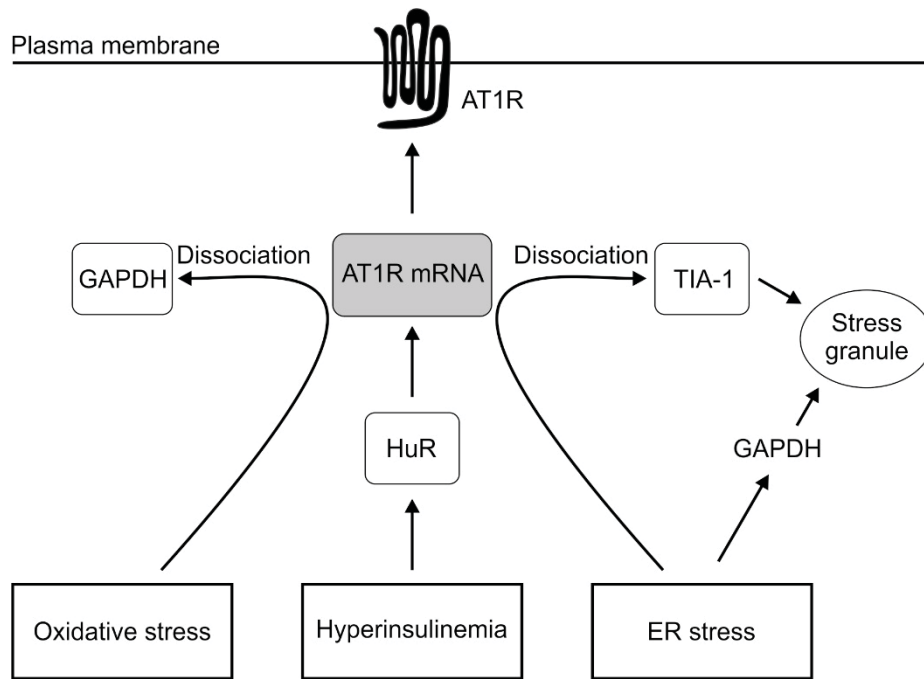 Plasma membrane
AT1R
Dissociation
Dissociation
GAPDH
AT1R mRNA
TIA-1
Stress
granule
HuR
GAPDH
Oxidative stress
Hyperinsulinemia
ER stress